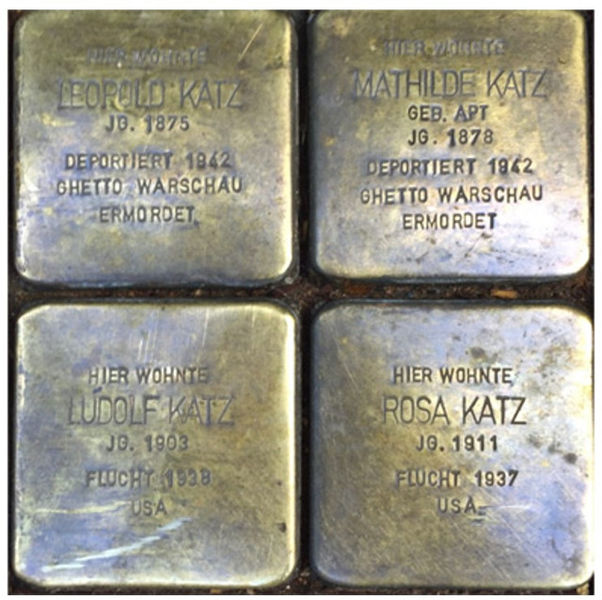 HIER WOHNTE
LEOPOLD KATZ
JG. 1875
DEPORTIERT 1942
GHETTO WARSCHAU
ERMORDET
HIER WOHNTE
MATHILDE KATZ
GEB. APT
JG. 1878
DEPORTIERT 1942
GHETTO WARSCHAU
ERMORDET
HIER WOHNTE
LUDOLF KATZ
JG. 1903
FLUCHT 1938
USA
HIER WOHNTE
ROSA KATZ
JG. 1911
FLUCHT 1937
USA